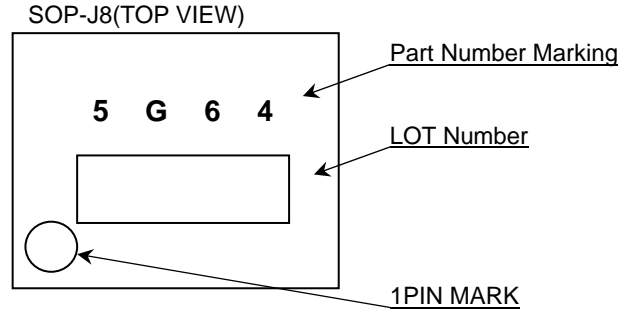 SOP-J8(TOP VIEW)
Part Number Marking
5 G 6 4
LOT Number
1PIN MARK